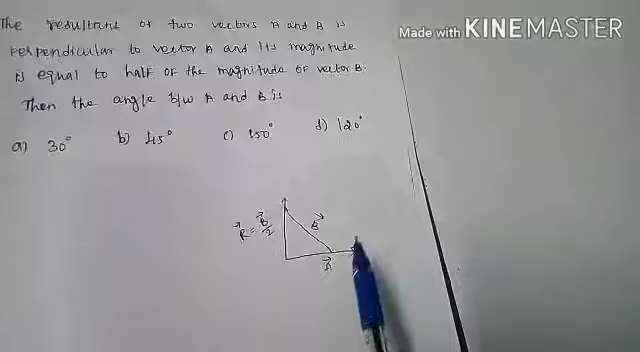 Made with KINEMASTER
The resultant of two vectors A and B is
perpendicular to vector A and its magnitude
is equal to half of the magnitude of vector B.
Then the angle b/w A and B is
a) 30° b) 45° c) 150° d) 120°
R⃗ = B⃗/2 B⃗
A⃗